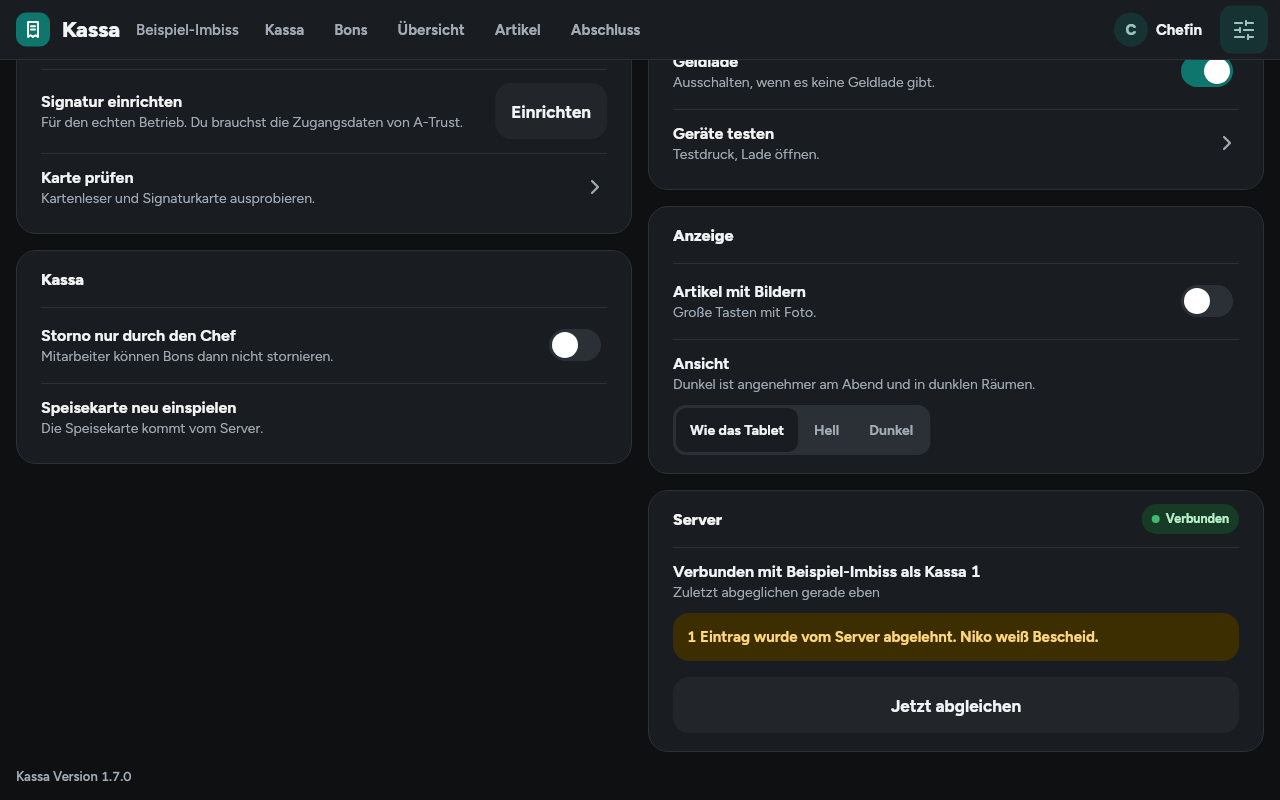 Kassa
Beispiel-Imbiss
Kassa
Bons
Übersicht
Artikel
Abschluss
C
Chefin
Signatur einrichten
Für den echten Betrieb. Du brauchst die Zugangsdaten von A-Trust.
Einrichten
Karte prüfen
Kartenleser und Signaturkarte ausprobieren.
Kassa
Storno nur durch den Chef
Mitarbeiter können Bons dann nicht stornieren.
Speisekarte neu einspielen
Die Speisekarte kommt vom Server.
Geldlade
Ausschalten, wenn es keine Geldlade gibt.
Geräte testen
Testdruck, Lade öffnen.
Anzeige
Artikel mit Bildern
Große Tasten mit Foto.
Ansicht
Dunkel ist angenehmer am Abend und in dunklen Räumen.
Wie das Tablet
Hell
Dunkel
Server
Verbunden
Verbunden mit Beispiel-Imbiss als Kassa 1
Zuletzt abgeglichen gerade eben
1 Eintrag wurde vom Server abgelehnt. Niko weiß Bescheid.
Jetzt abgleichen
Kassa Version 1.7.0